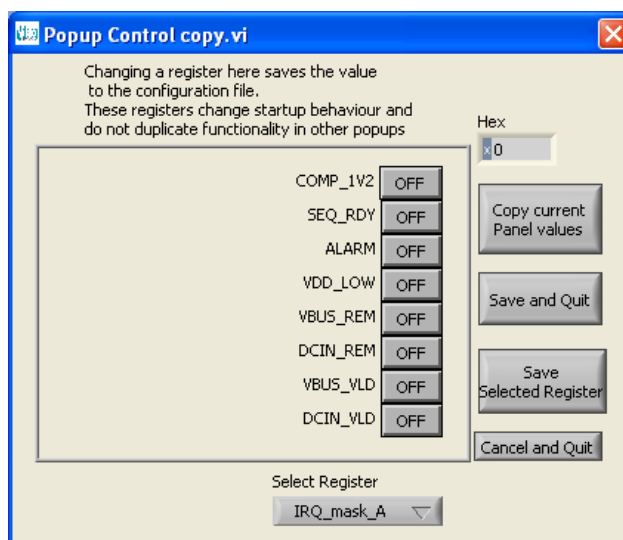 Popup Control copy.vi
Changing a register here saves the value
to the configuration file.
These registers change startup behaviour and
do not duplicate functionality in other popups
Hex
x0
COMP_1V2 OFF
SEQ_RDY OFF
ALARM OFF
VDD_LOW OFF
VBUS_REM OFF
DCIN_REM OFF
VBUS_VLD OFF
DCIN_VLD OFF
Copy current
Panel values
Save and Quit
Save
Selected Register
Cancel and Quit
Select Register
IRQ_mask_A